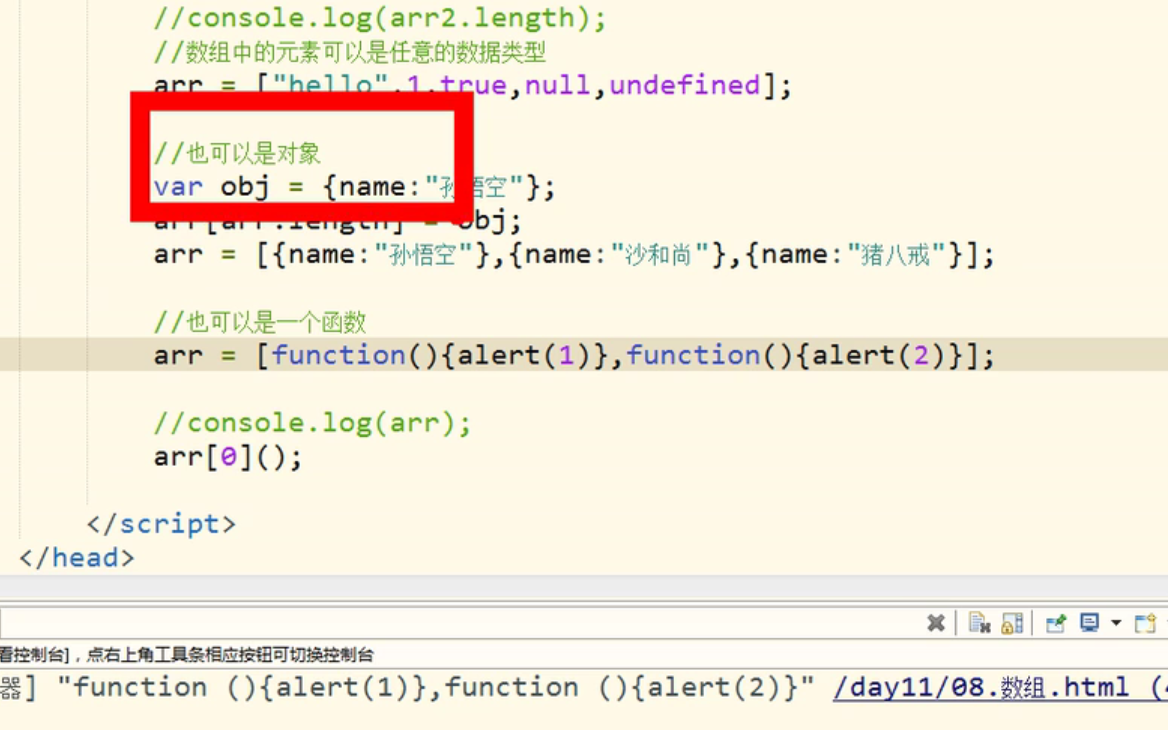 //console.log(arr2.length);
//数组中的元素可以是任意的数据类型
arr = ["hello",1,true,null,undefined];
//也可以是对象
var obj = {name:"孙悟空"};
arr[arr.length] = obj;
arr = [{name:"孙悟空"},{name:"沙和尚"},{name:"猪八戒"}];
//也可以是一个函数
arr = [function(){alert(1)},function(){alert(2)}];
//console.log(arr);
arr[0]();
</script>
</head>
看控制台]，点右上角工具条相应按钮可切换控制台
器] "function (){alert(1)},function (){alert(2)}" /day11/08.数组.html (